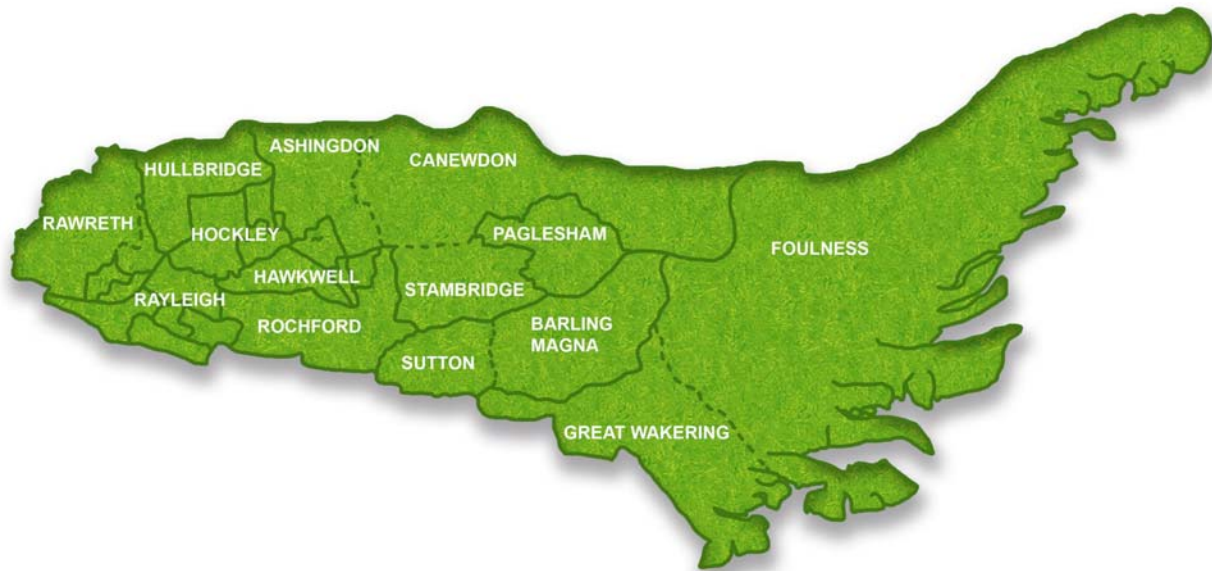 ASHINGDON
CANEWDON
HULLBRIDGE
RAWRETH
HOCKLEY
PAGLESHAM
FOULNESS
HAWKWELL
STAMBRIDGE
RAYLEIGH
ROCHFORD
BARLING
MAGNA
SUTTON
GREAT WAKERING